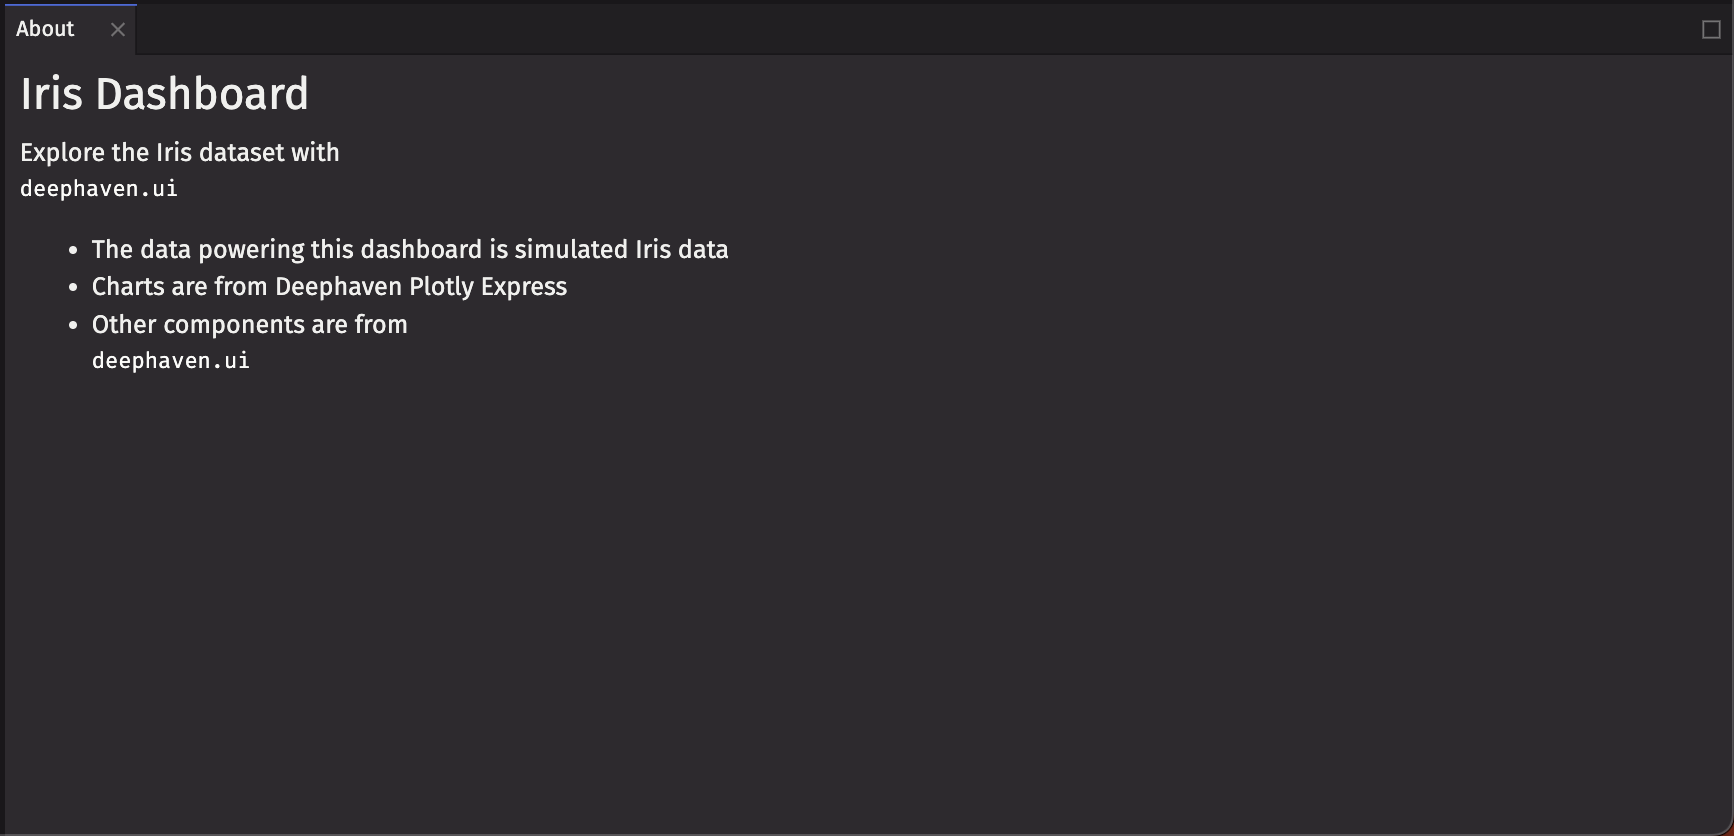 About
Iris Dashboard
Explore the Iris dataset with
deephaven.ui
• The data powering this dashboard is simulated Iris data
• Charts are from Deephaven Plotly Express
• Other components are from
deephaven.ui